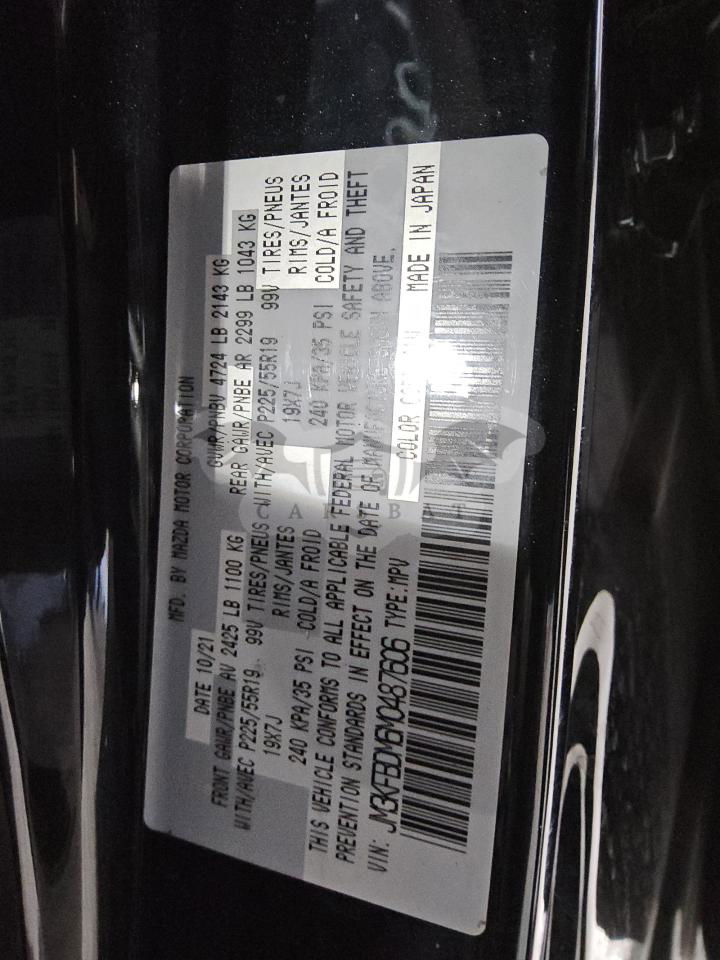 MFD. BY MAZDA MOTOR CORPORATION
DATE 10/21 GVWR/PNBV 4724 LB 2143 KG
FRONT GAWR/PNBE AV 2425 LB 1100 KG REAR GAWR/PNBE AR 2299 LB 1043 KG
WITH/AVEC P225/55R19 99V TIRES/PNEUS WITH/AVEC P225/55R19 99V TIRES/PNEUS
19X7J RIMS/JANTES 19X7J RIMS/JANTES
240 KPA/35 PSI COLD/A FROID 240 KPA/35 PSI COLD/A FROID
THIS VEHICLE CONFORMS TO ALL APPLICABLE FEDERAL MOTOR VEHICLE SAFETY AND THEFT
PREVENTION STANDARDS IN EFFECT ON THE DATE OF MANUFACTURE SHOWN ABOVE.
COLOR MADE IN JAPAN
VIN: JM3KFBDM6M0487606 TYPE:MPV